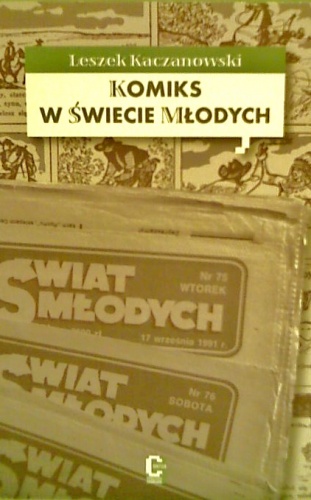 Leszek Kaczanowski
KOMIKS
W ŚWIECIE MŁODYCH
ŚWIAT
MŁODYCH
Nr 75
WTOREK
17 września 1991 r.
ŚWIAT
MŁODYCH
Nr 76
SOBOTA
C